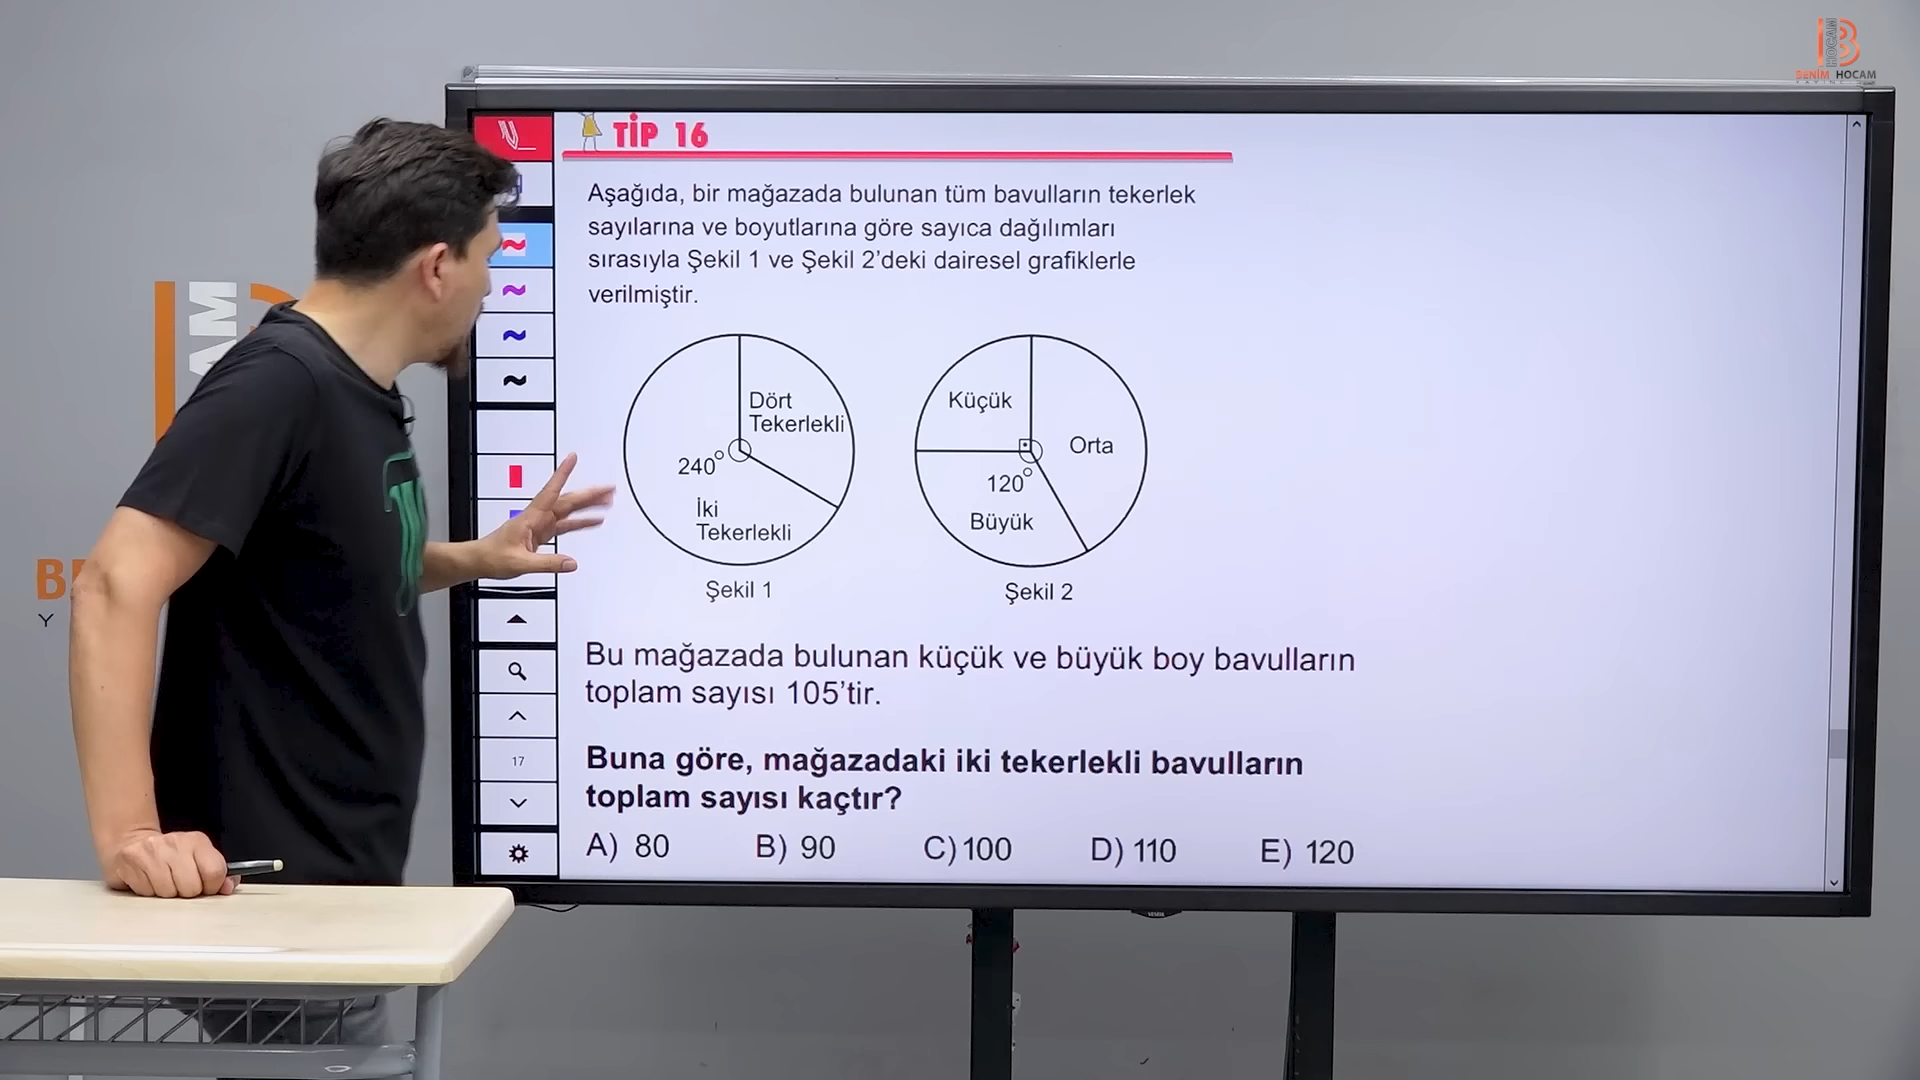 BENİM HOCAM
TİP 16
Aşağıda, bir mağazada bulunan tüm bavulların tekerlek
sayılarına ve boyutlarına göre sayıca dağılımları
sırasıyla Şekil 1 ve Şekil 2’deki dairesel grafiklerle
verilmiştir.
Dört
Tekerlekli
240°
İki
Tekerlekli
Şekil 1
Küçük
Orta
120°
Büyük
Şekil 2
Bu mağazada bulunan küçük ve büyük boy bavulların
toplam sayısı 105’tir.
Buna göre, mağazadaki iki tekerlekli bavulların
toplam sayısı kaçtır?
A) 80 B) 90 C) 100 D) 110 E) 120
17